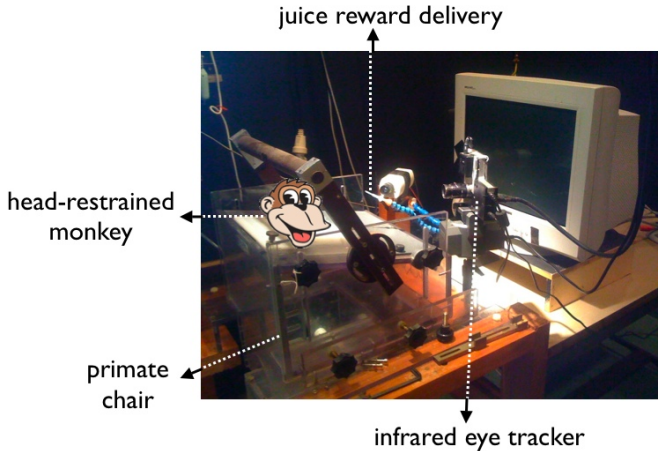 juice reward delivery
head-restrained
monkey
primate
chair
infrared eye tracker